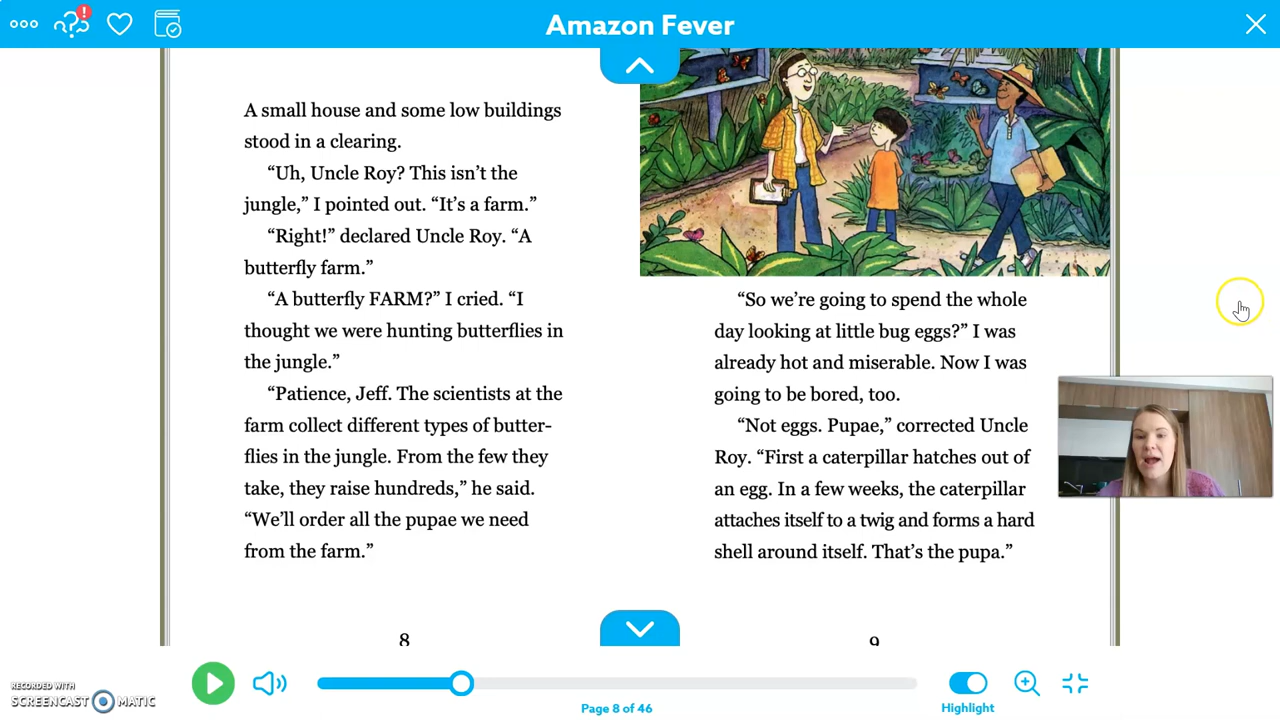 Amazon Fever
A small house and some low buildings
stood in a clearing.
“Uh, Uncle Roy? This isn’t the
jungle,” I pointed out. “It’s a farm.”
“Right!” declared Uncle Roy. “A
butterfly farm.”
“A butterfly FARM?” I cried. “I
thought we were hunting butterflies in
the jungle.”
“Patience, Jeff. The scientists at the
farm collect different types of butter-
flies in the jungle. From the few they
take, they raise hundreds,” he said.
“We’ll order all the pupae we need
from the farm.”
8
“So we’re going to spend the whole
day looking at little bug eggs?” I was
already hot and miserable. Now I was
going to be bored, too.
“Not eggs. Pupae,” corrected Uncle
Roy. “First a caterpillar hatches out of
an egg. In a few weeks, the caterpillar
attaches itself to a twig and forms a hard
shell around itself. That’s the pupa.”
9
Page 8 of 46
Highlight
RECORDED WITH
SCREENCAST MATIC